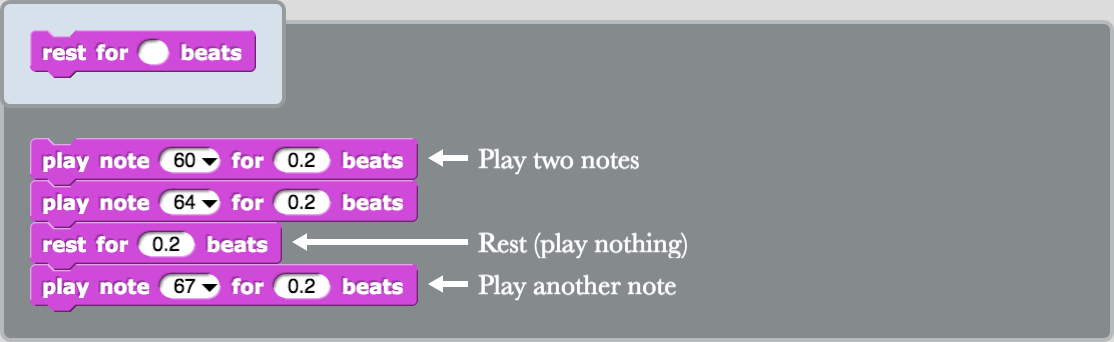 rest for beats
play note 60 for 0.2 beats Play two notes
play note 64 for 0.2 beats
rest for 0.2 beats Rest (play nothing)
play note 67 for 0.2 beats Play another note